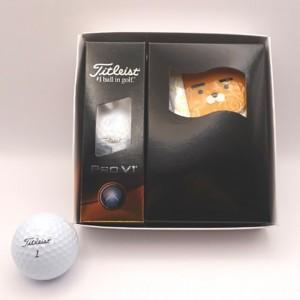 Titleist
#1 ball in golf.
PRO V1
Titleist
1